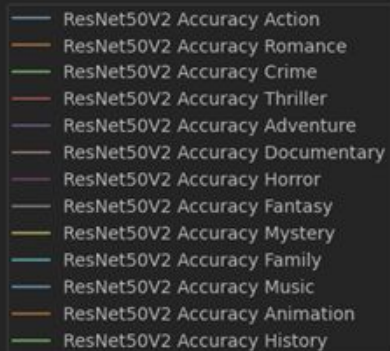 ResNet50V2 Accuracy Action
ResNet50V2 Accuracy Romance
ResNet50V2 Accuracy Crime
ResNet50V2 Accuracy Thriller
ResNet50V2 Accuracy Adventure
ResNet50V2 Accuracy Documentary
ResNet50V2 Accuracy Horror
ResNet50V2 Accuracy Fantasy
ResNet50V2 Accuracy Mystery
ResNet50V2 Accuracy Family
ResNet50V2 Accuracy Music
ResNet50V2 Accuracy Animation
ResNet50V2 Accuracy History